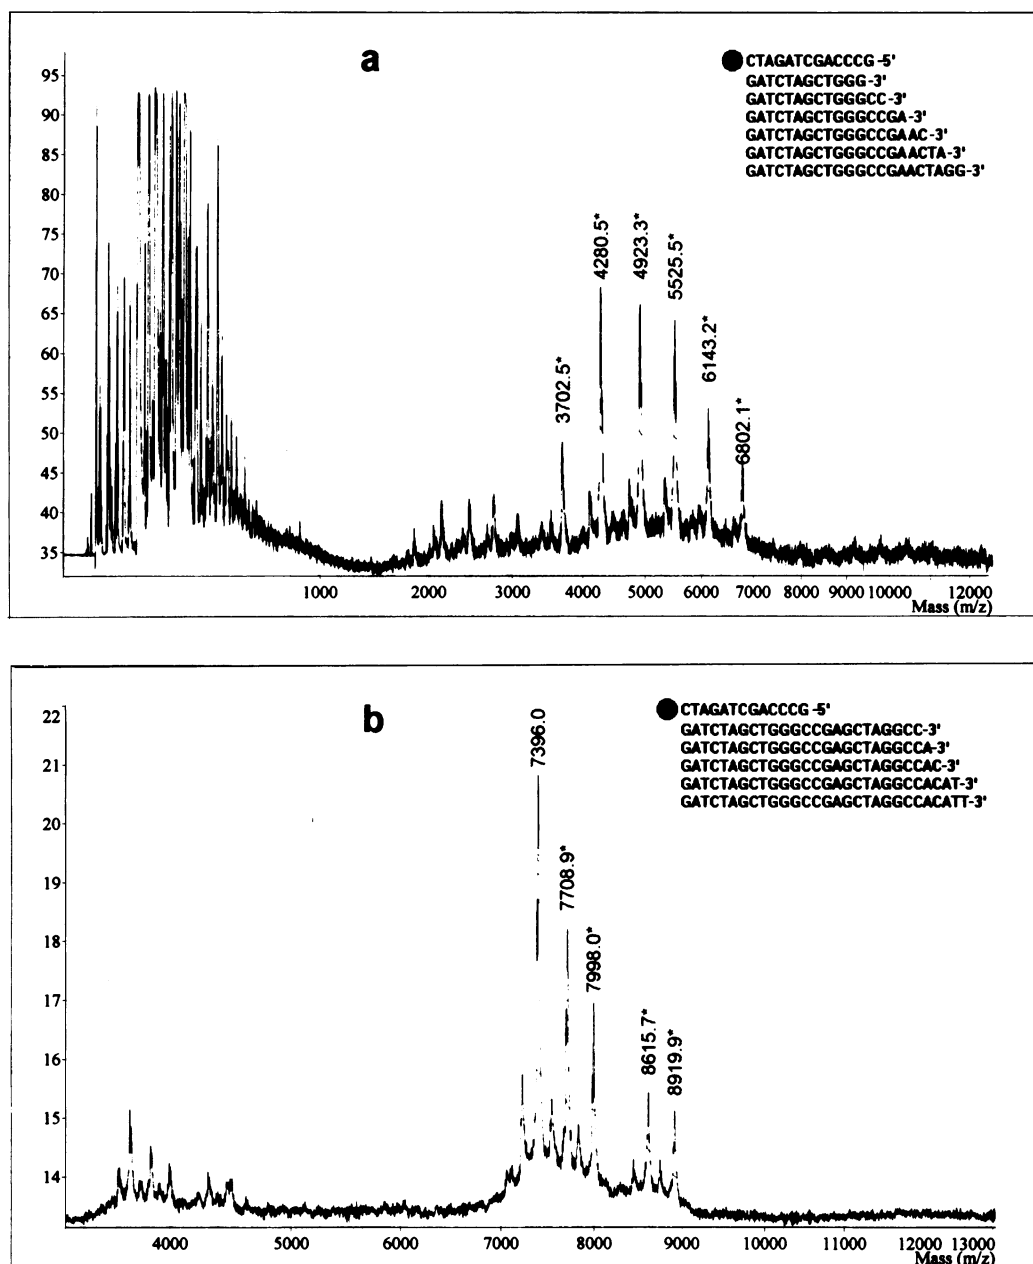 a
CTAGATCGACCCG-5'
GATCTAGCTGGG-3'
GATCTAGCTGGGCC-3'
GATCTAGCTGGGCCGA-3'
GATCTAGCTGGGCCGAAC-3'
GATCTAGCTGGGCCGAACTA-3'
GATCTAGCTGGGCCGAACTAGG-3'
95
90
85
80
75
70
65
60
55
50
45
40
35
3702.5*
4280.5*
4923.3*
5525.5*
6143.2*
6802.1*
1000 2000 3000 4000 5000 6000 7000 8000 9000 10000 12000
Mass (m/z)
b
CTAGATCGACCCG-5'
GATCTAGCTGGGCCGAGCTAGGCC-3'
GATCTAGCTGGGCCGAGCTAGGCCA-3'
GATCTAGCTGGGCCGAGCTAGGCCAC-3'
GATCTAGCTGGGCCGAGCTAGGCCACAT-3'
GATCTAGCTGGGCCGAGCTAGGCCACATT-3'
22
21
20
19
18
17
16
15
14
7396.0
7708.9*
7998.0*
8615.7*
8919.9*
4000 5000 6000 7000 8000 9000 10000 11000 12000 13000
Mass (m/z)